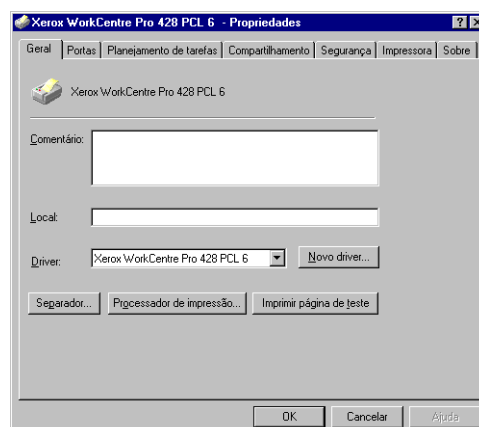 Xerox WorkCentre Pro 428 PCL 6 - Propriedades
Geral Portas Planejamento de tarefas Compartilhamento Segurança Impressora Sobre
Xerox WorkCentre Pro 428 PCL 6
Comentário:
Local:
Driver: Xerox WorkCentre Pro 428 PCL 6 Novo driver...
Separador... Processador de impressão... Imprimir página de teste
OK Cancelar Ajuda